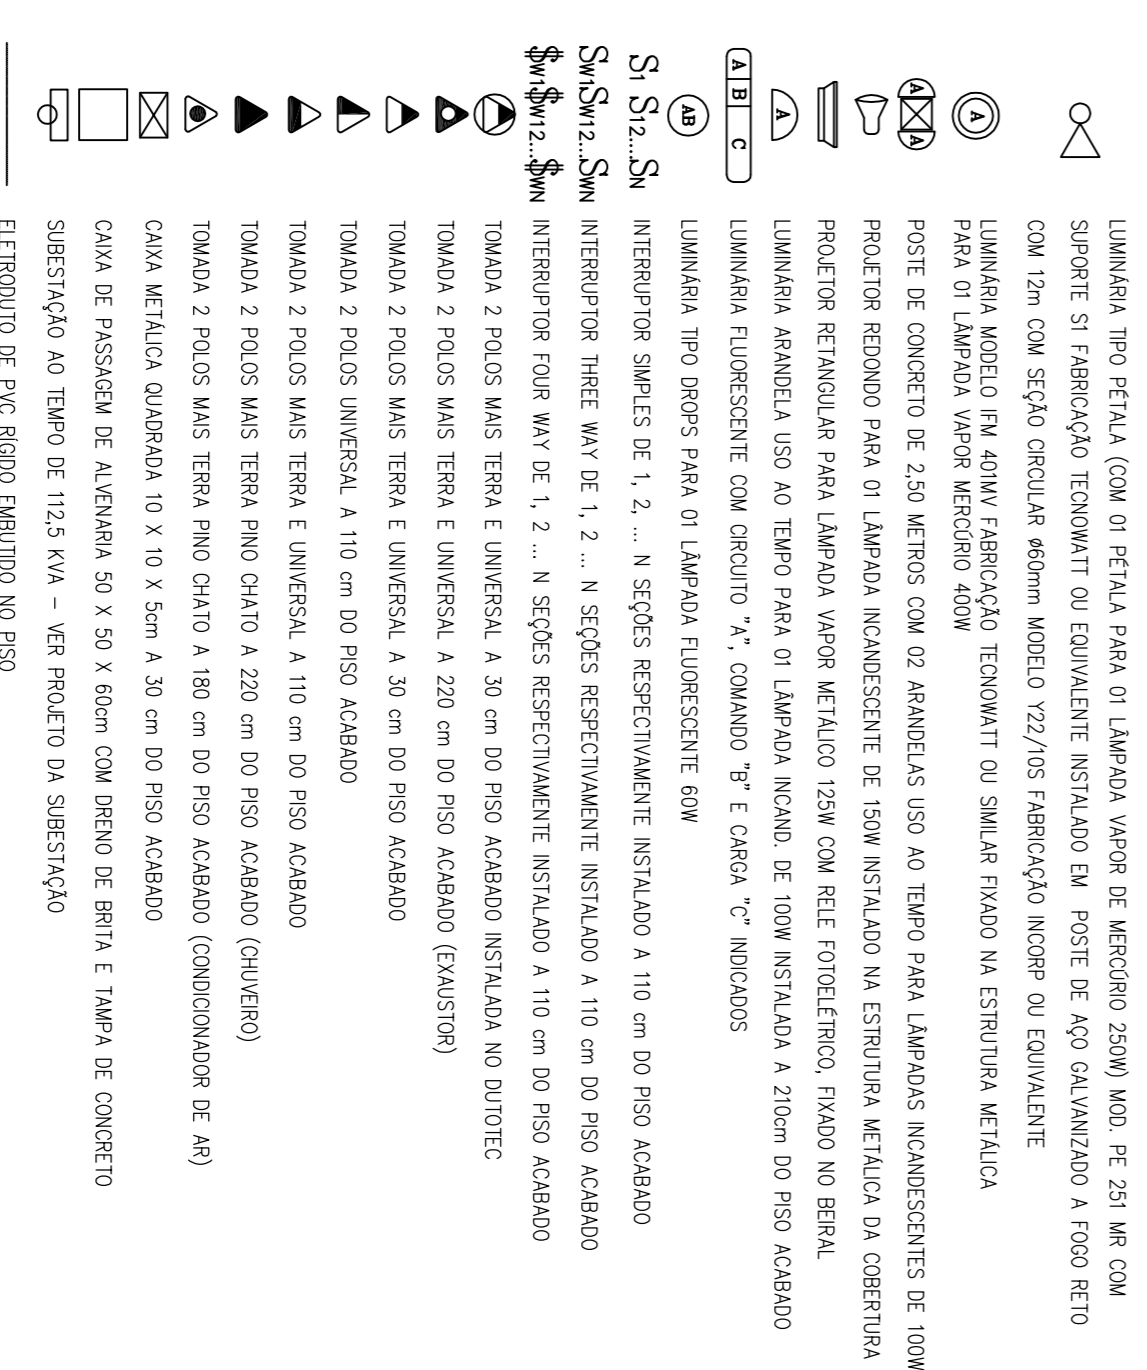 LUMINÁRIA TIPO PÉTALA (COM 01 PÉTALA PARA 01 LÂMPADA VAPOR DE MERCÚRIO 250W) MOD. PE 251 MR COM
SUPORTE S1 FABRICAÇÃO TECNOWATT OU EQUIVALENTE INSTALADO EM POSTE DE AÇO GALVANIZADO A FOGO RETO
COM 12m COM SEÇÃO CIRCULAR ø60mm MODELO Y22/10S FABRICAÇÃO INCORP OU EQUIVALENTE
A LUMINÁRIA MODELO IFM 401MV FABRICAÇÃO TECNOWATT OU SIMILAR FIXADO NA ESTRUTURA METÁLICA
PARA 01 LÂMPADA VAPOR MERCÚRIO 400W
A A POSTE DE CONCRETO DE 2,50 METROS COM 02 ARANDELAS USO AO TEMPO PARA LÂMPADAS INCANDESCENTES DE 100W
PROJETOR REDONDO PARA 01 LÂMPADA INCANDESCENTE DE 150W INSTALADO NA ESTRUTURA METÁLICA DA COBERTURA
PROJETOR RETANGULAR PARA LÂMPADA VAPOR METÁLICO 125W COM RELE FOTOELÉTRICO, FIXADO NO BEIRAL
A LUMINÁRIA ARANDELA USO AO TEMPO PARA 01 LÂMPADA INCAND. DE 100W INSTALADA A 210cm DO PISO ACABADO
A B C LUMINÁRIA FLUORESCENTE COM CIRCUITO "A", COMANDO "B" E CARGA "C" INDICADOS
AB LUMINÁRIA TIPO DROPS PARA 01 LÂMPADA FLUORESCENTE 60W
S1 S12....SN INTERRUPTOR SIMPLES DE 1, 2, ... N SEÇÕES RESPECTIVAMENTE INSTALADO A 110 cm DO PISO ACABADO
SW1SW12...SWN INTERRUPTOR THREE WAY DE 1, 2 ... N SEÇÕES RESPECTIVAMENTE INSTALADO A 110 cm DO PISO ACABADO
SW1SW12...SWN INTERRUPTOR FOUR WAY DE 1, 2 ... N SEÇÕES RESPECTIVAMENTE INSTALADO A 110 cm DO PISO ACABADO
TOMADA 2 POLOS MAIS TERRA E UNIVERSAL A 30 cm DO PISO ACABADO INSTALADA NO DUTOTEC
TOMADA 2 POLOS MAIS TERRA E UNIVERSAL A 220 cm DO PISO ACABADO (EXAUSTOR)
TOMADA 2 POLOS MAIS TERRA E UNIVERSAL A 30 cm DO PISO ACABADO
TOMADA 2 POLOS UNIVERSAL A 110 cm DO PISO ACABADO
TOMADA 2 POLOS MAIS TERRA E UNIVERSAL A 110 cm DO PISO ACABADO
TOMADA 2 POLOS MAIS TERRA PINO CHATO A 220 cm DO PISO ACABADO (CHUVEIRO)
TOMADA 2 POLOS MAIS TERRA PINO CHATO A 180 cm DO PISO ACABADO (CONDICIONADOR DE AR)
CAIXA METÁLICA QUADRADA 10 X 10 X 5cm A 30 cm DO PISO ACABADO
CAIXA DE PASSAGEM DE ALVENARIA 50 X 50 X 60cm COM DRENO DE BRITA E TAMPA DE CONCRETO
SUBESTAÇÃO AO TEMPO DE 112,5 KVA – VER PROJETO DA SUBESTAÇÃO
ELETRODUTO DE PVC RÍGIDO EMBUTIDO NO PISO